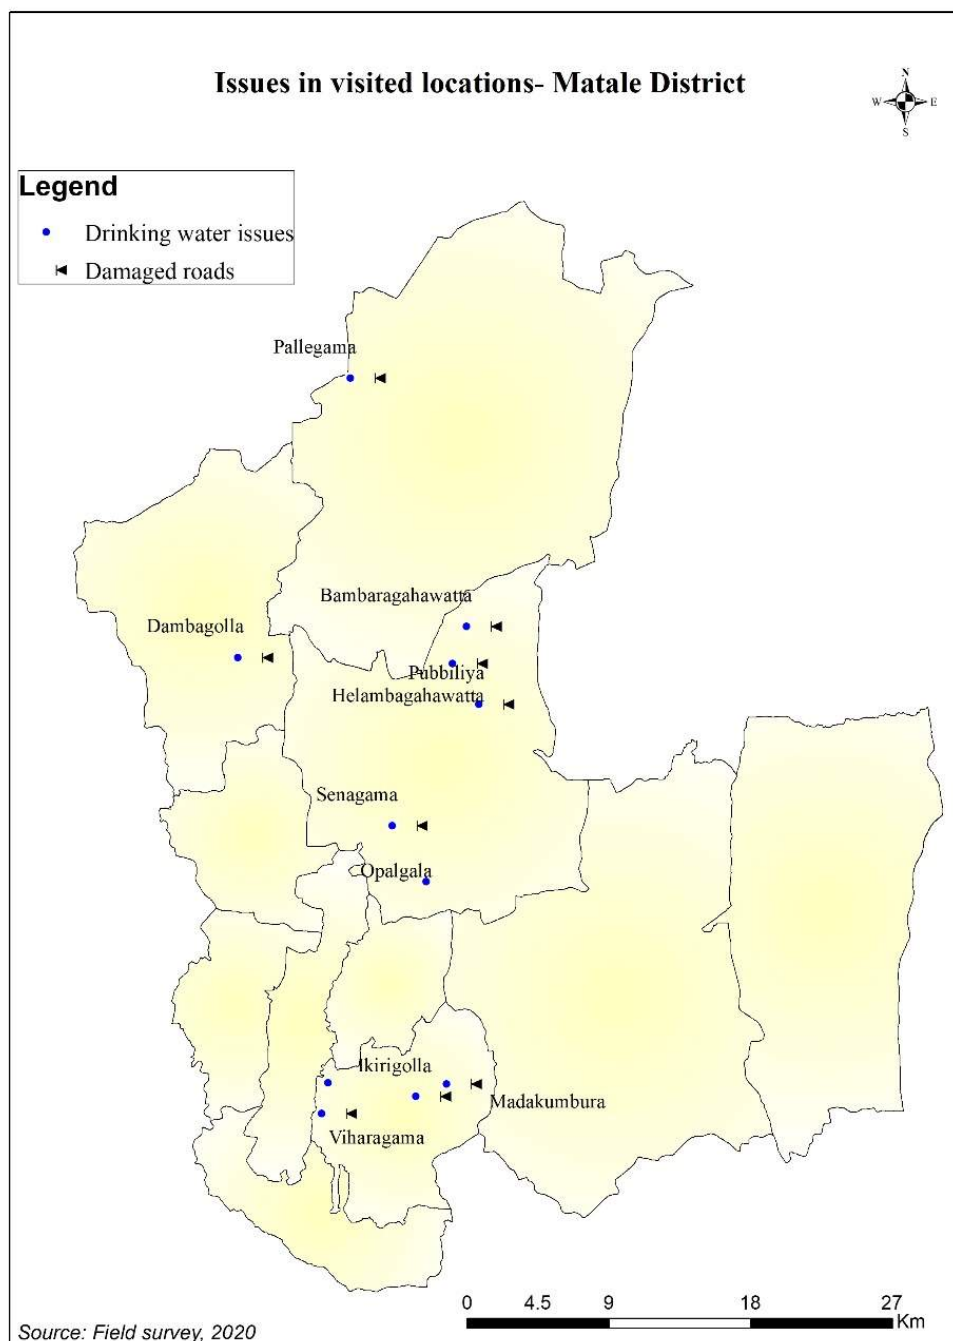 Issues in visited locations- Matale District
N
W E
S
Legend
Drinking water issues
Damaged roads
Pallegama
Bambaragahawatta
Dambagolla
Pubbiliya
Helambagahawatta
Senagama
Opalgala
Ikirigolla
Madakumbura
Viharagama
0 4.5 9 18 27
Km
Source: Field survey, 2020